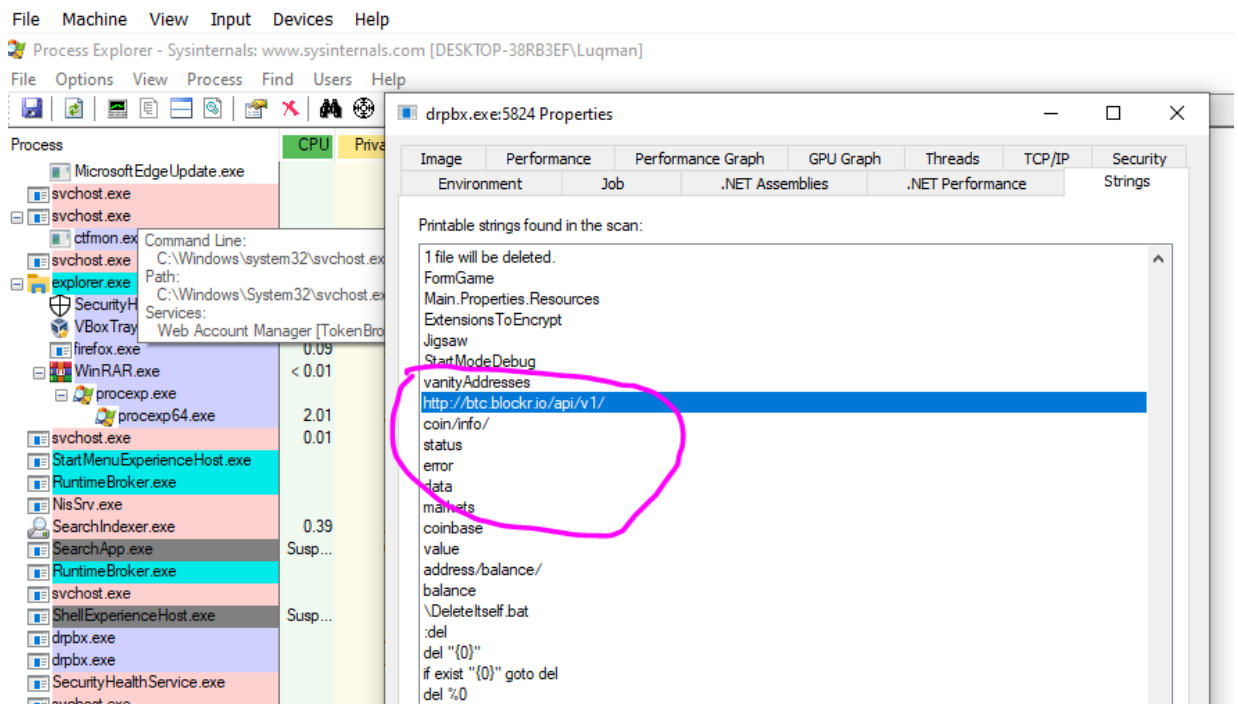 File Machine View Input Devices Help
Process Explorer - Sysinternals: www.sysinternals.com [DESKTOP-38RB3EF\Luqman]
File Options View Process Find Users Help
drpbx.exe:5824 Properties
Process CPU Priva
Image Performance Performance Graph GPU Graph Threads TCP/IP Security
Environment Job .NET Assemblies .NET Performance Strings
MicrosoftEdgeUpdate.exe
svchost.exe
svchost.exe
ctfmon.ex
svchost.exe
explorer.exe
SecurityH
VBoxTray
firefox.exe 0.09
WinRAR.exe < 0.01
procexp.exe
procexp64.exe 2.01
svchost.exe 0.01
StartMenuExperienceHost.exe
RuntimeBroker.exe
NisSrv.exe
SearchIndexer.exe 0.39
SearchApp.exe Susp...
RuntimeBroker.exe
svchost.exe
ShellExperienceHost.exe Susp...
drpbx.exe
drpbx.exe
SecurityHealthService.exe
svchost.exe
Command Line:
C:\Windows\system32\svchost.ex
Path:
C:\Windows\System32\svchost.ex
Services:
Web Account Manager [TokenBro
Printable strings found in the scan:
1 file will be deleted.
FormGame
Main.Properties.Resources
ExtensionsToEncrypt
Jigsaw
StartModeDebug
vanityAddresses
http://btc.blockr.io/api/v1/
coin/info/
status
error
data
markets
coinbase
value
address/balance/
balance
\DeleteItself.bat
:del
del "{0}"
if exist "{0}" goto del
del %0